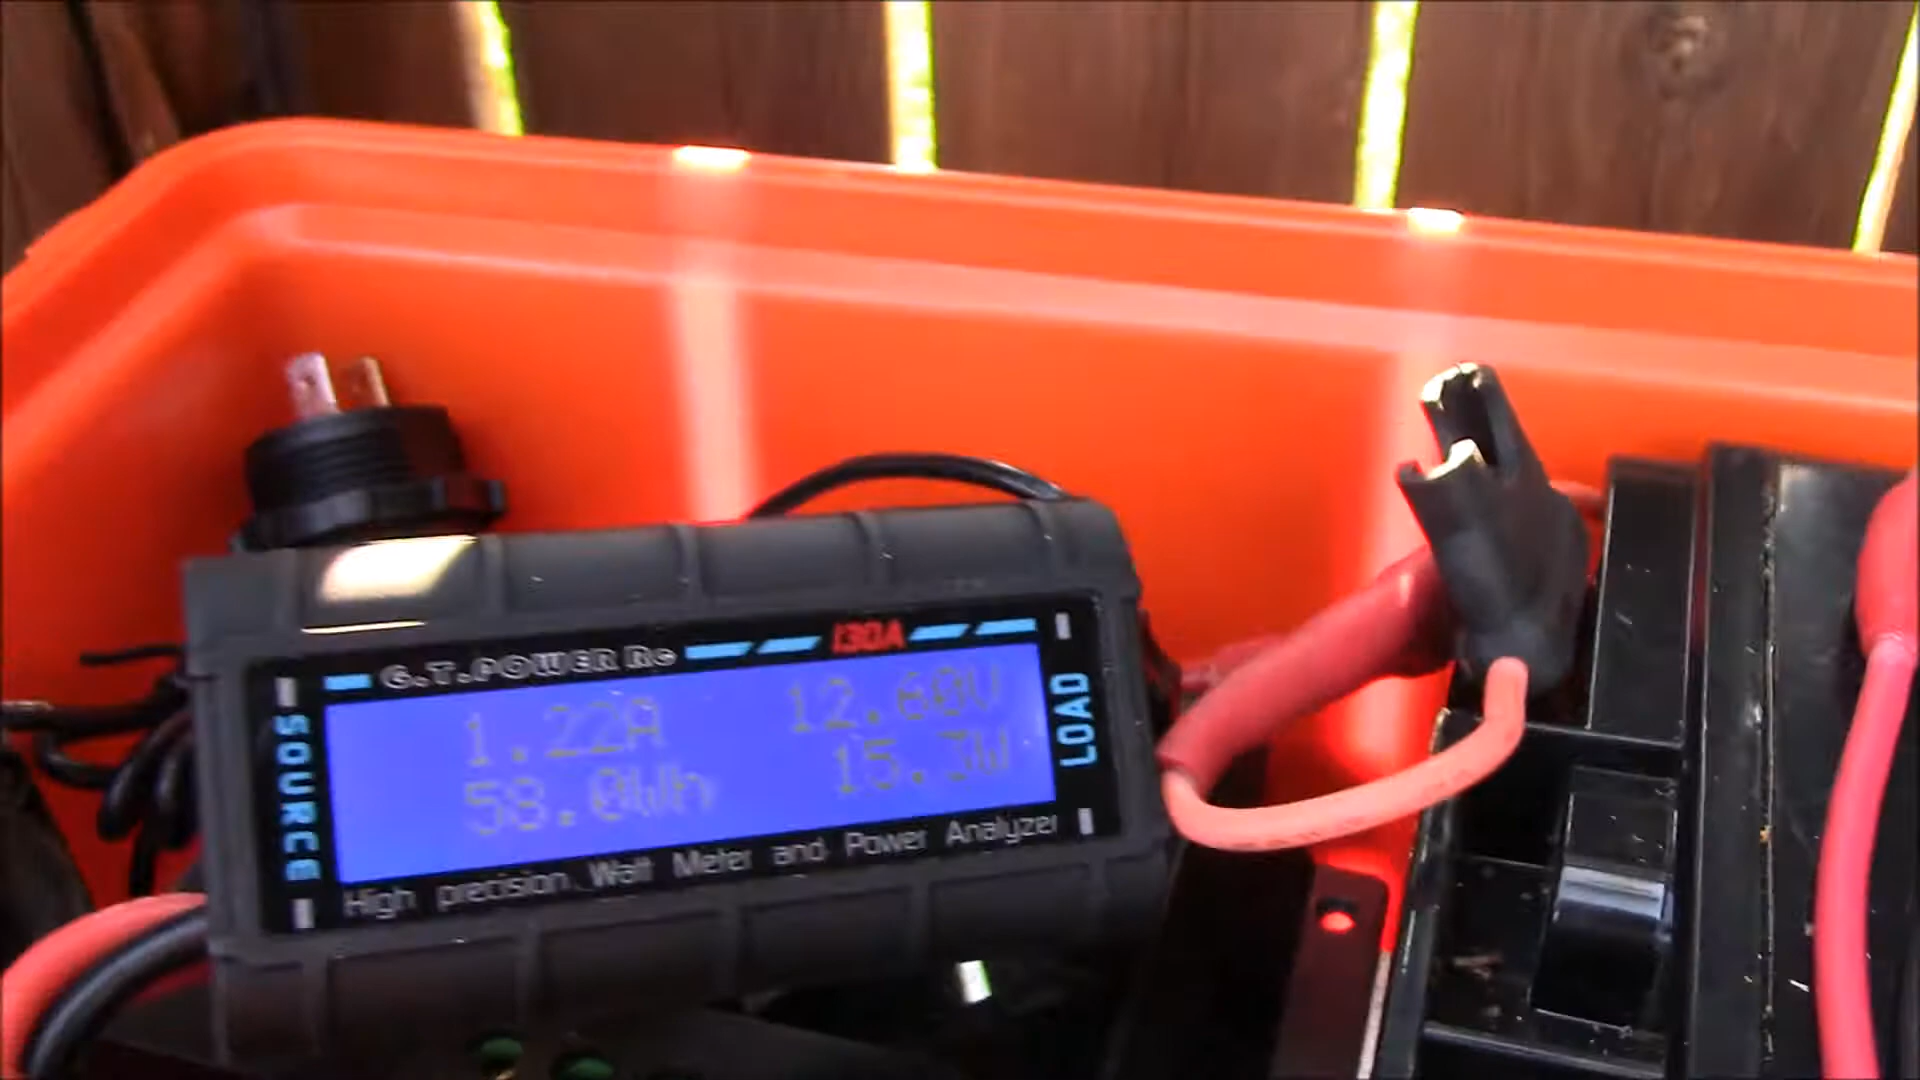 G.T.POWER RC 130A
SOURCE
1.22A 12.60V
58.0Wh 15.3W
LOAD
High precision Watt Meter and Power Analyzer